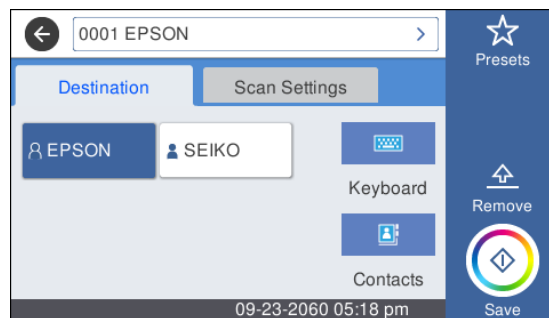 0001 EPSON
Presets
Destination
Scan Settings
EPSON
SEIKO
Keyboard
Remove
Contacts
09-23-2060 05:18 pm
Save